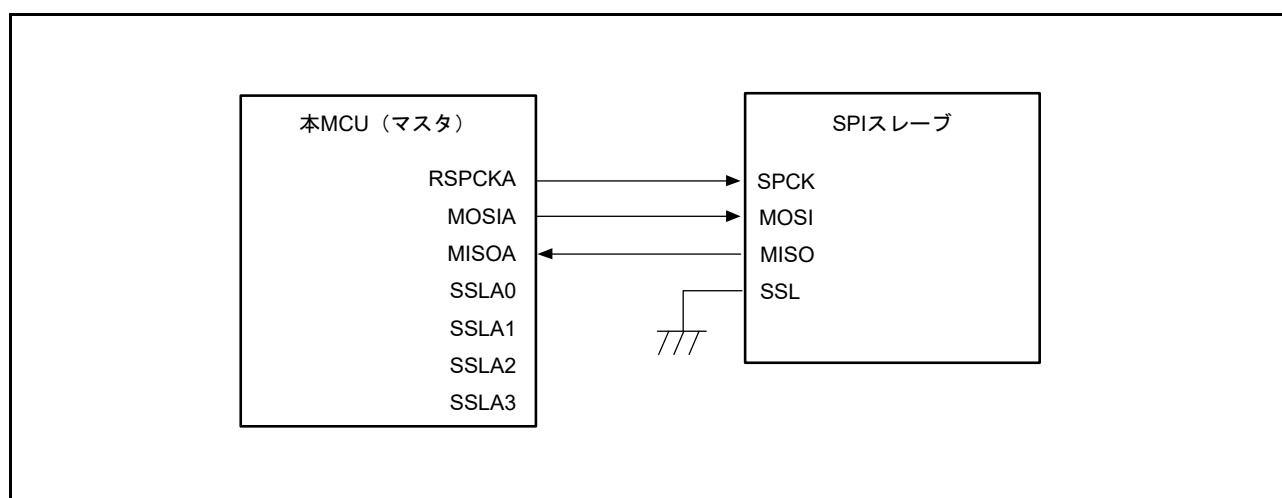 本MCU（マスタ）
RSPCKA
MOSIA
MISOA
SSLA0
SSLA1
SSLA2
SSLA3
SPIスレーブ
SPCK
MOSI
MISO
SSL